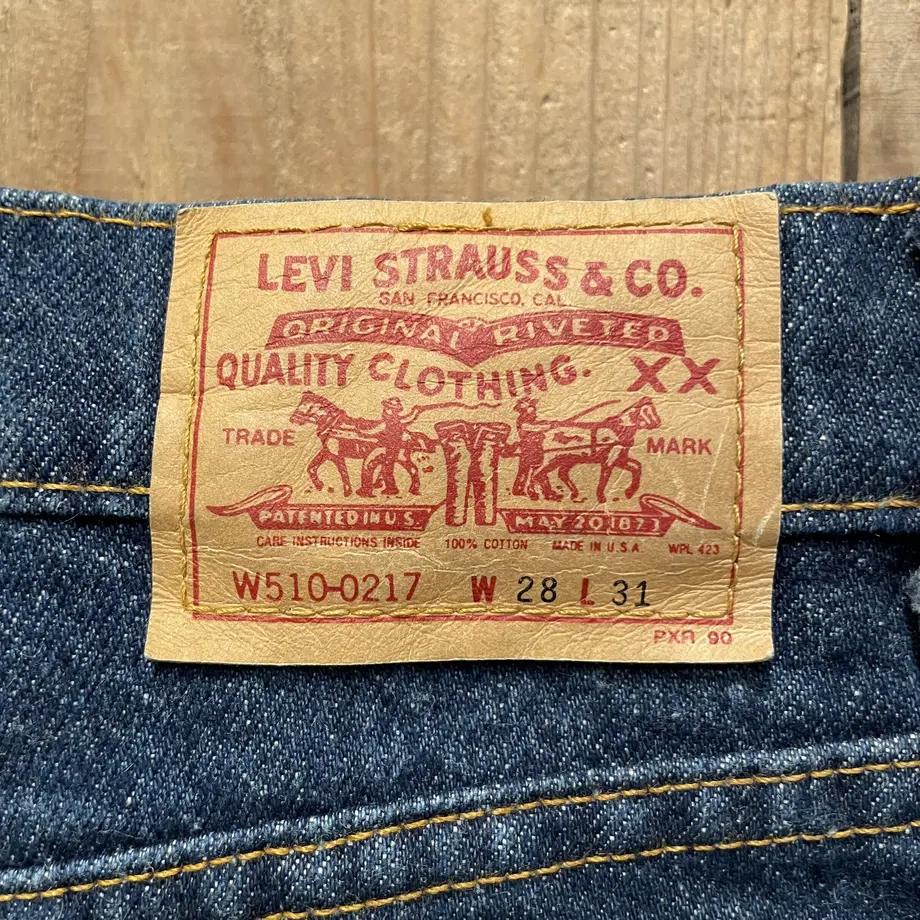 LEVI STRAUSS & CO.
SAN FRANCISCO, CAL.
ORIGINAL RIVETED
QUALITY CLOTHING. XX
TRADE MARK
PATENTED IN U.S. MAY 20 1873
CARE INSTRUCTIONS INSIDE 100% COTTON MADE IN U.S.A. WPL 423
W510-0217 W 28 L 31
PXR 90